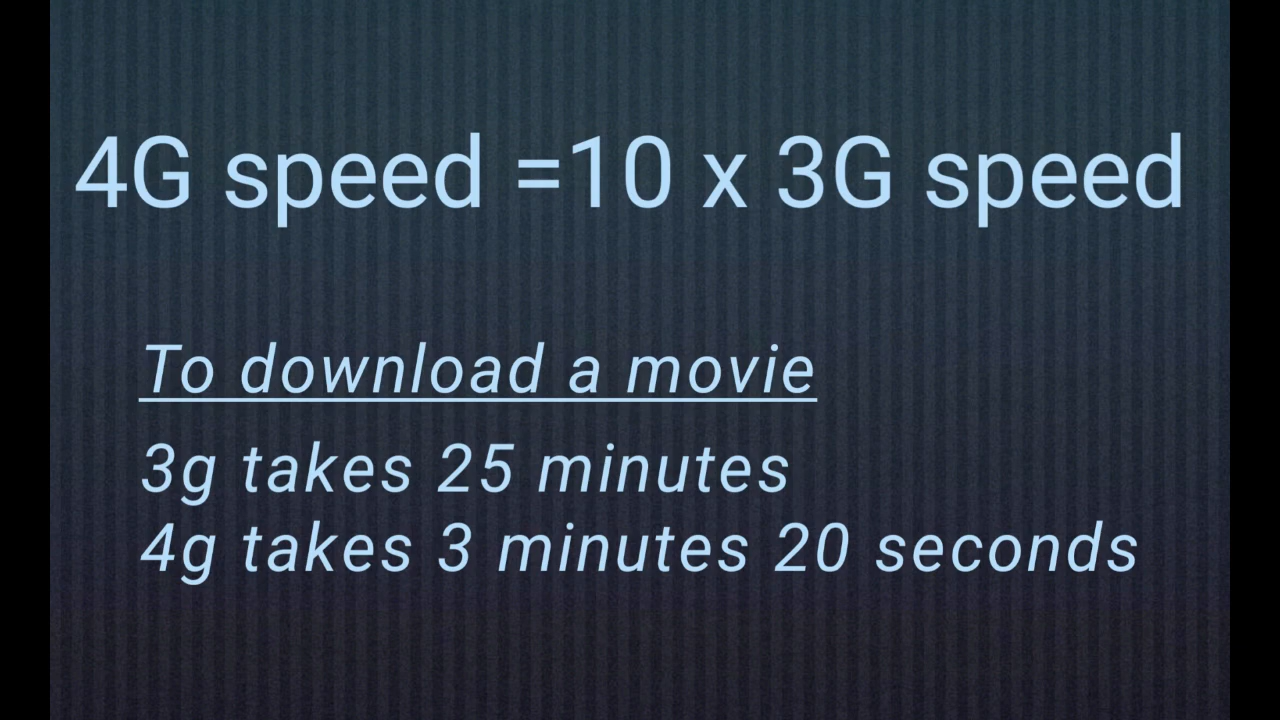 4G speed =10 x 3G speed
To download a movie
3g takes 25 minutes
4g takes 3 minutes 20 seconds